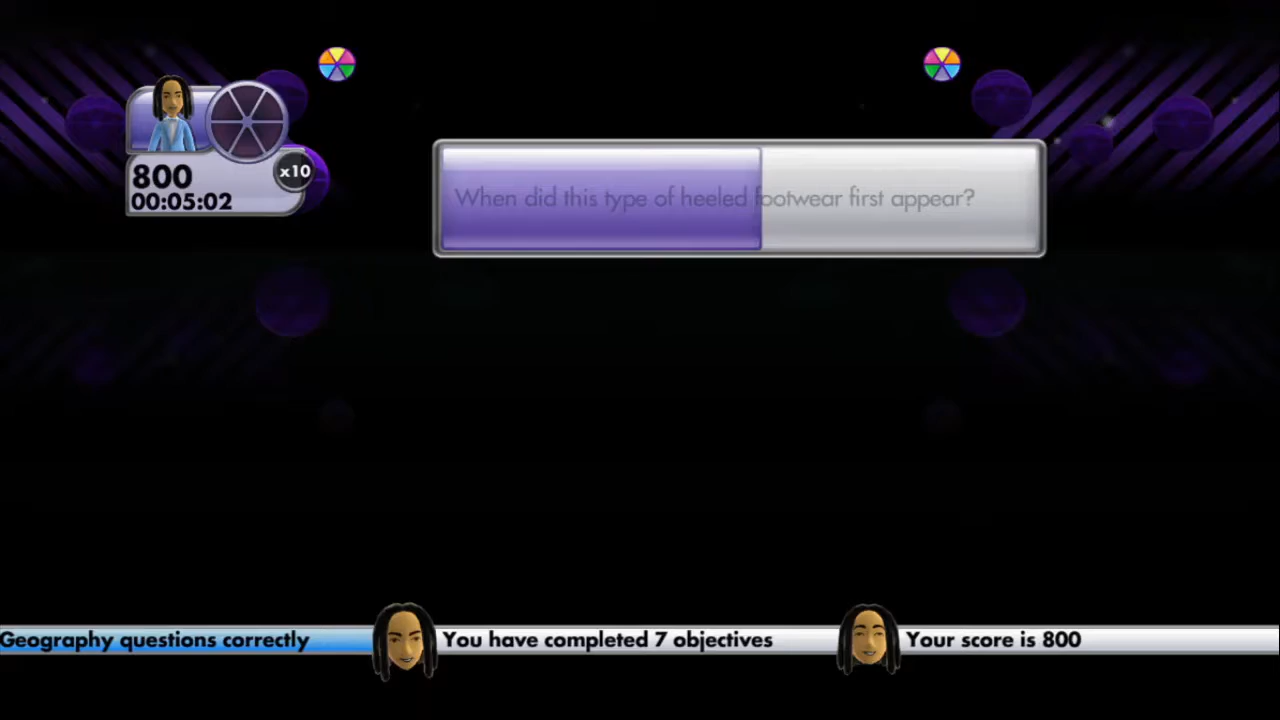 800
x10
00:05:02
When did this type of heeled footwear first appear?
Geography questions correctly
You have completed 7 objectives
Your score is 800